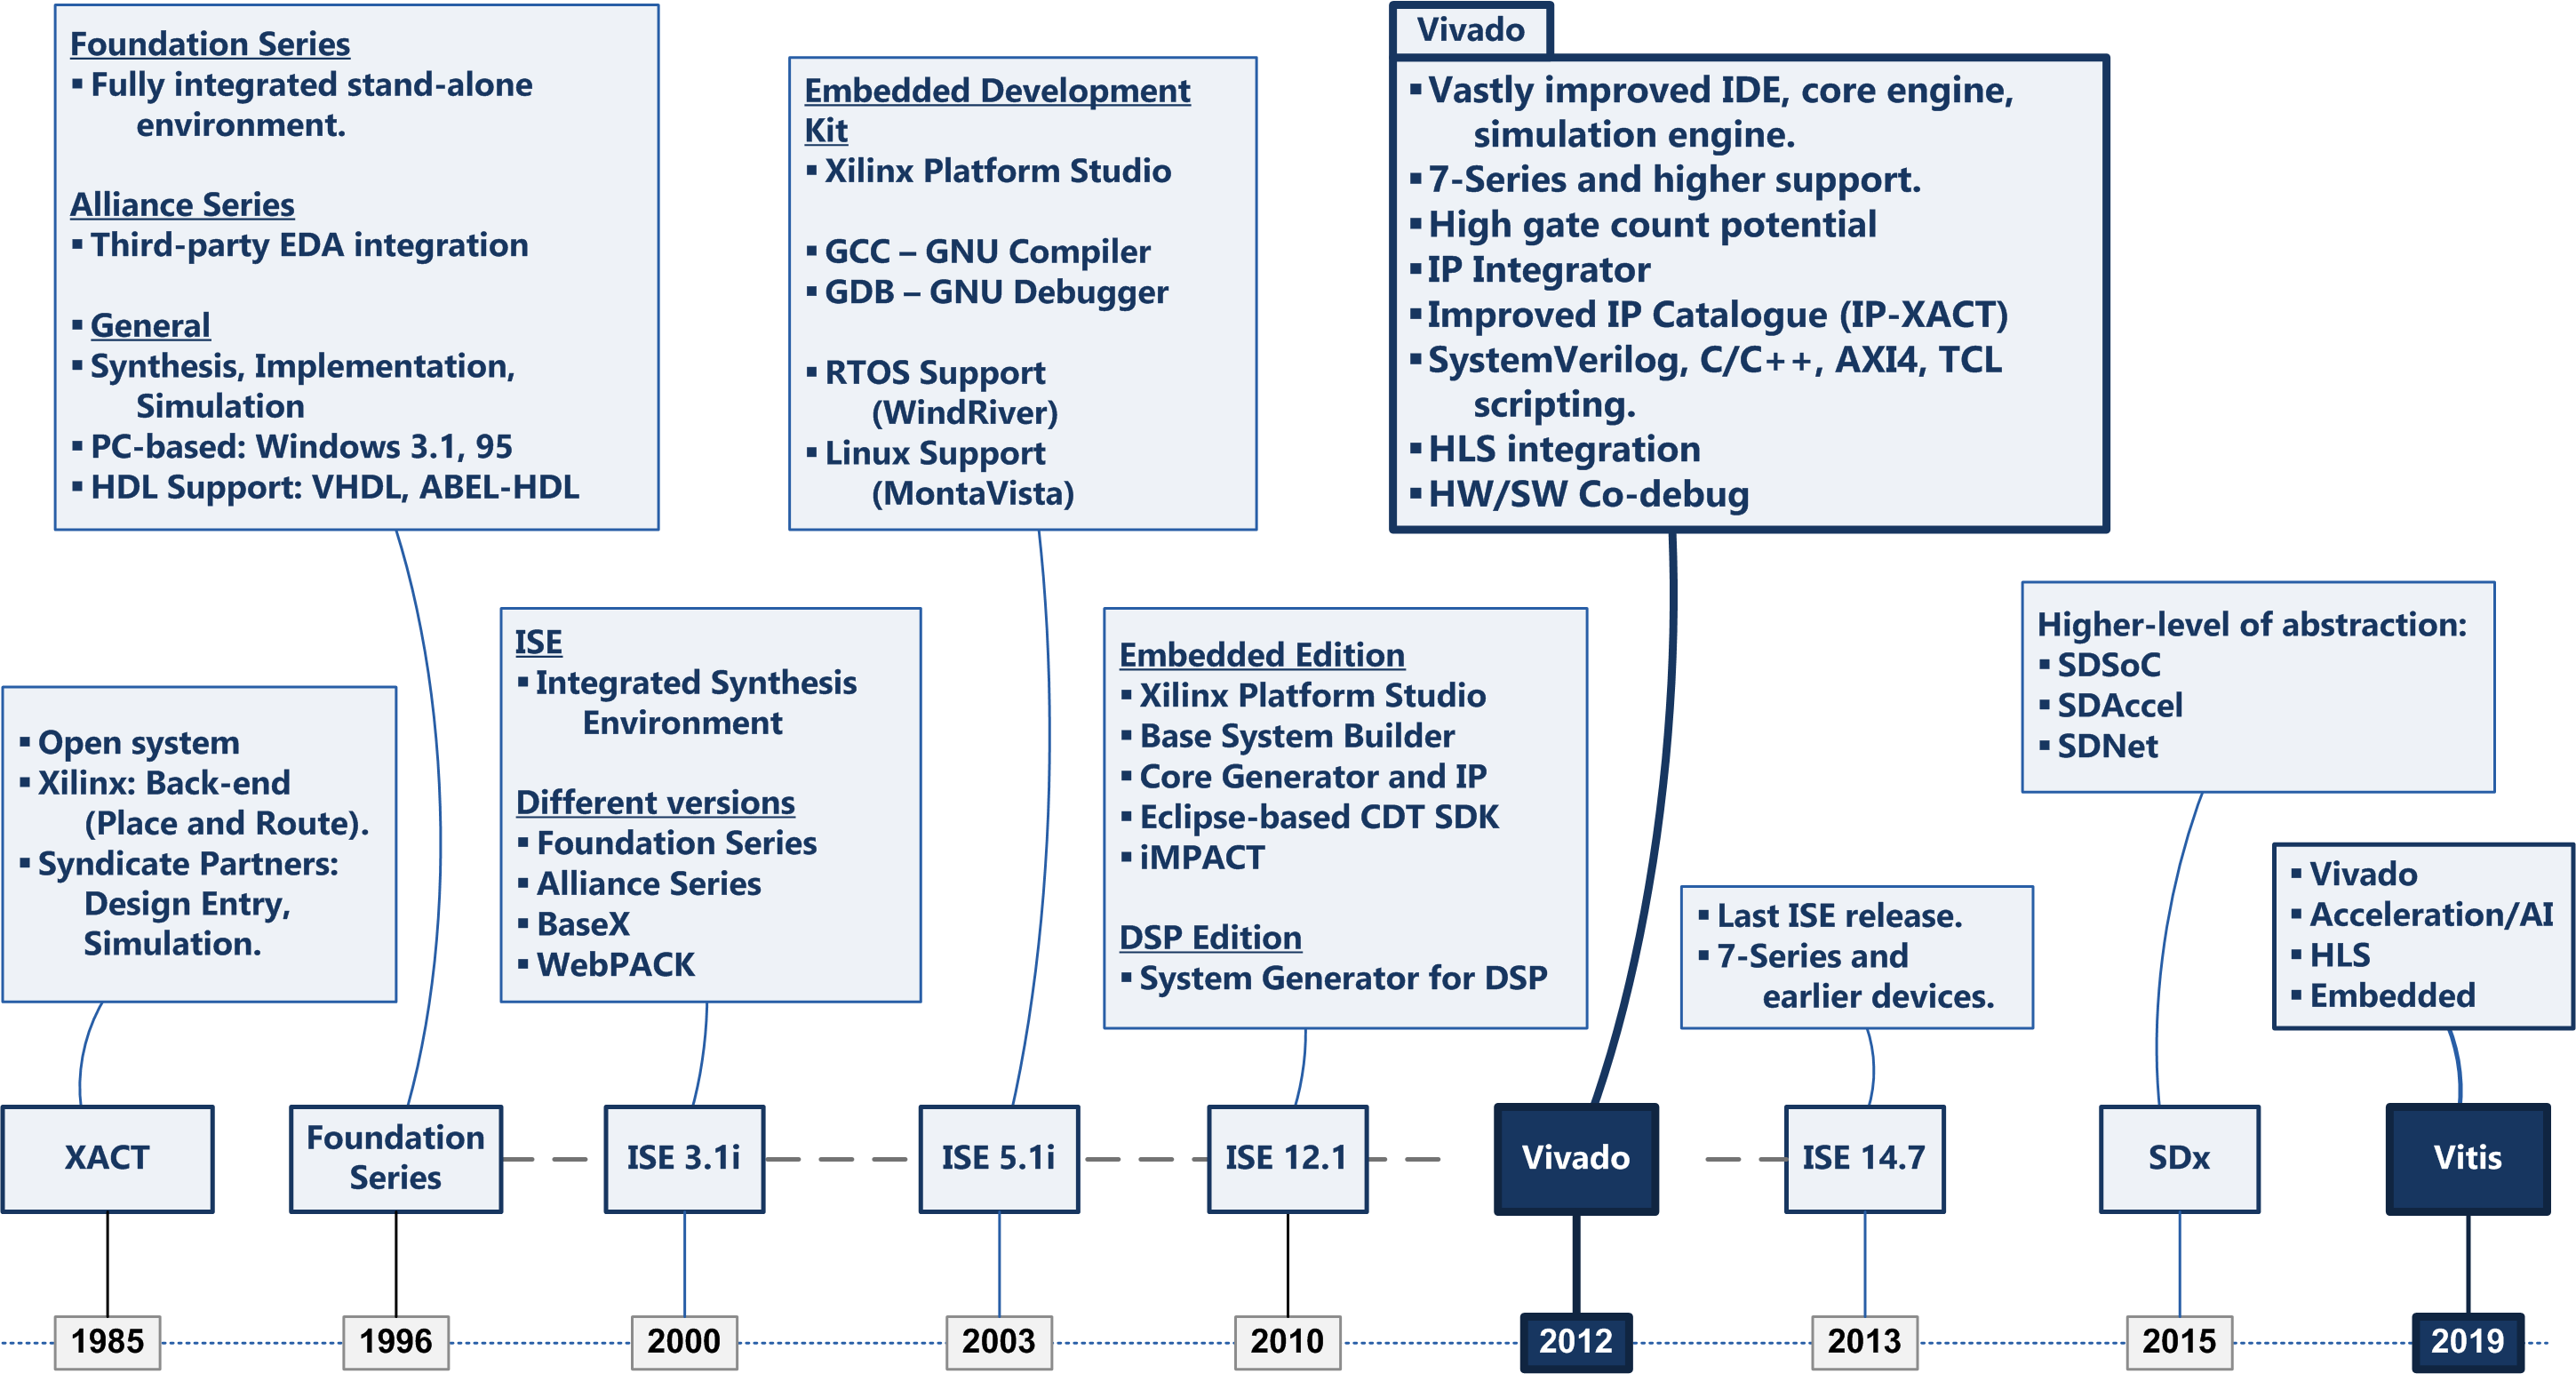 Foundation Series
▪ Fully integrated stand-alone
environment.
Alliance Series
▪ Third-party EDA integration
▪ General
▪ Synthesis, Implementation,
Simulation
▪ PC-based: Windows 3.1, 95
▪ HDL Support: VHDL, ABEL-HDL
Embedded Development
Kit
▪ Xilinx Platform Studio
▪ GCC – GNU Compiler
▪ GDB – GNU Debugger
▪ RTOS Support
(WindRiver)
▪ Linux Support
(MontaVista)
Vivado
▪ Vastly improved IDE, core engine,
simulation engine.
▪ 7-Series and higher support.
▪ High gate count potential
▪ IP Integrator
▪ Improved IP Catalogue (IP-XACT)
▪ SystemVerilog, C/C++, AXI4, TCL
scripting.
▪ HLS integration
▪ HW/SW Co-debug
▪ Open system
▪ Xilinx: Back-end
(Place and Route).
▪ Syndicate Partners:
Design Entry,
Simulation.
ISE
▪ Integrated Synthesis
Environment
Different versions
▪ Foundation Series
▪ Alliance Series
▪ BaseX
▪ WebPACK
Embedded Edition
▪ Xilinx Platform Studio
▪ Base System Builder
▪ Core Generator and IP
▪ Eclipse-based CDT SDK
▪ iMPACT
DSP Edition
▪ System Generator for DSP
▪ Last ISE release.
▪ 7-Series and
earlier devices.
Higher-level of abstraction:
▪ SDSoC
▪ SDAccel
▪ SDNet
▪ Vivado
▪ Acceleration/AI
▪ HLS
▪ Embedded
XACT
Foundation
Series
ISE 3.1i
ISE 5.1i
ISE 12.1
Vivado
ISE 14.7
SDx
Vitis
1985
1996
2000
2003
2010
2012
2013
2015
2019